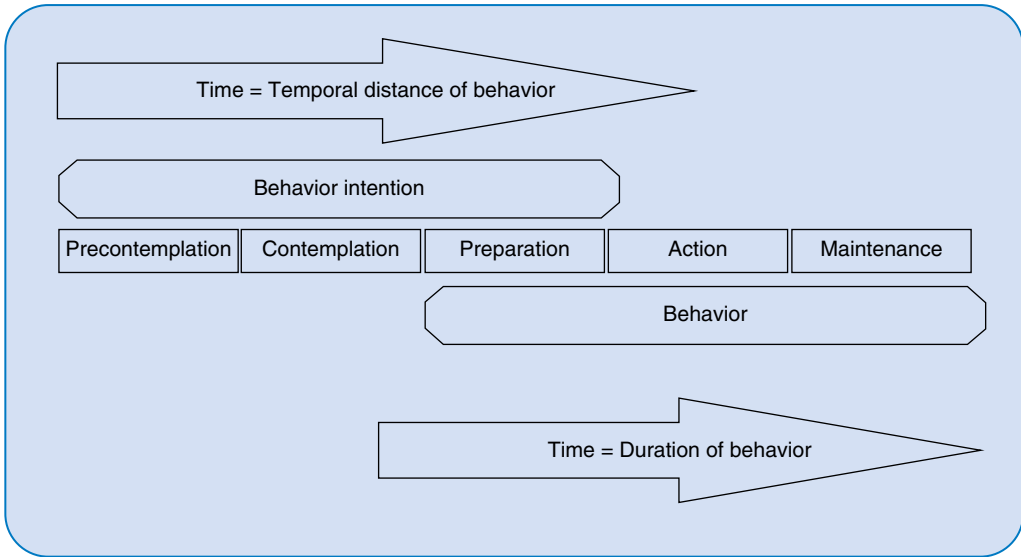 Time = Temporal distance of behavior
Behavior intention
Precontemplation Contemplation Preparation Action Maintenance
Behavior
Time = Duration of behavior